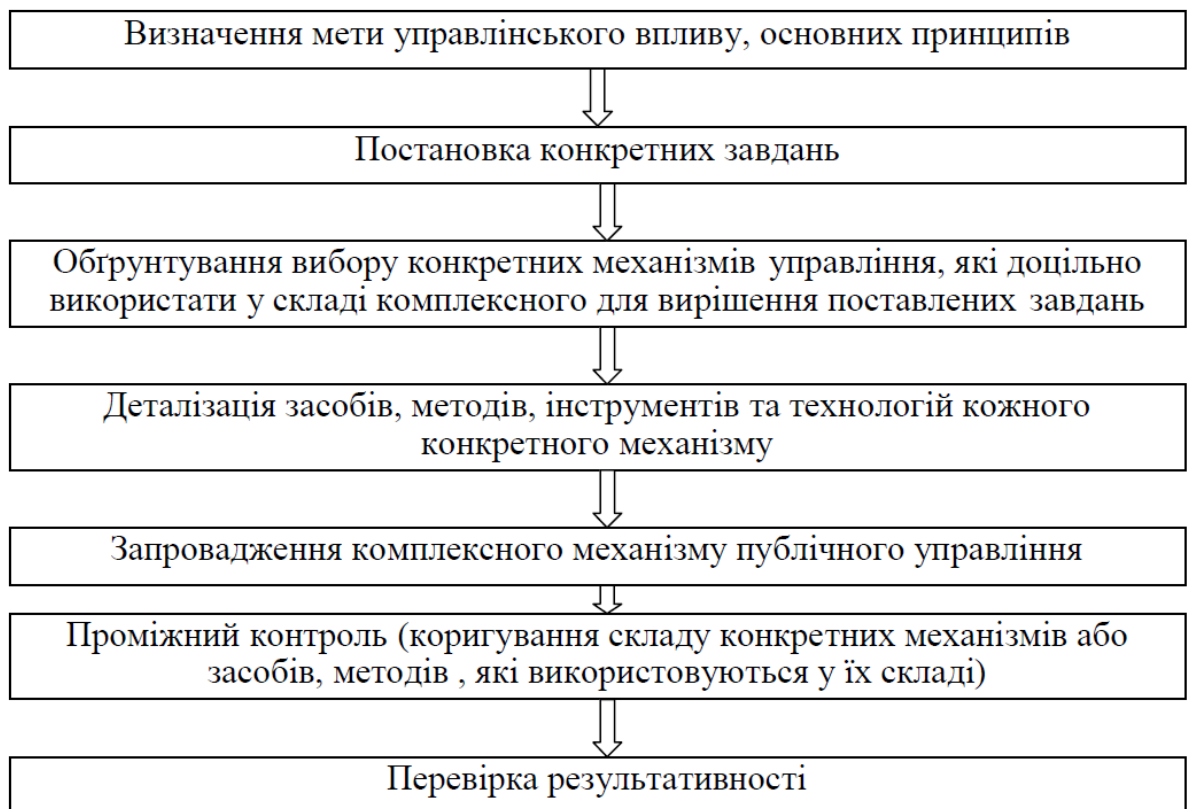 Визначення мети управлінського впливу, основних принципів
Постановка конкретних завдань
Обґрунтування вибору конкретних механізмів управління, які доцільно
використати у складі комплексного для вирішення поставлених завдань
Деталізація засобів, методів, інструментів та технологій кожного
конкретного механізму
Запровадження комплексного механізму публічного управління
Проміжний контроль (коригування складу конкретних механізмів або
засобів, методів , які використовуються у їх складі)
Перевірка результативності